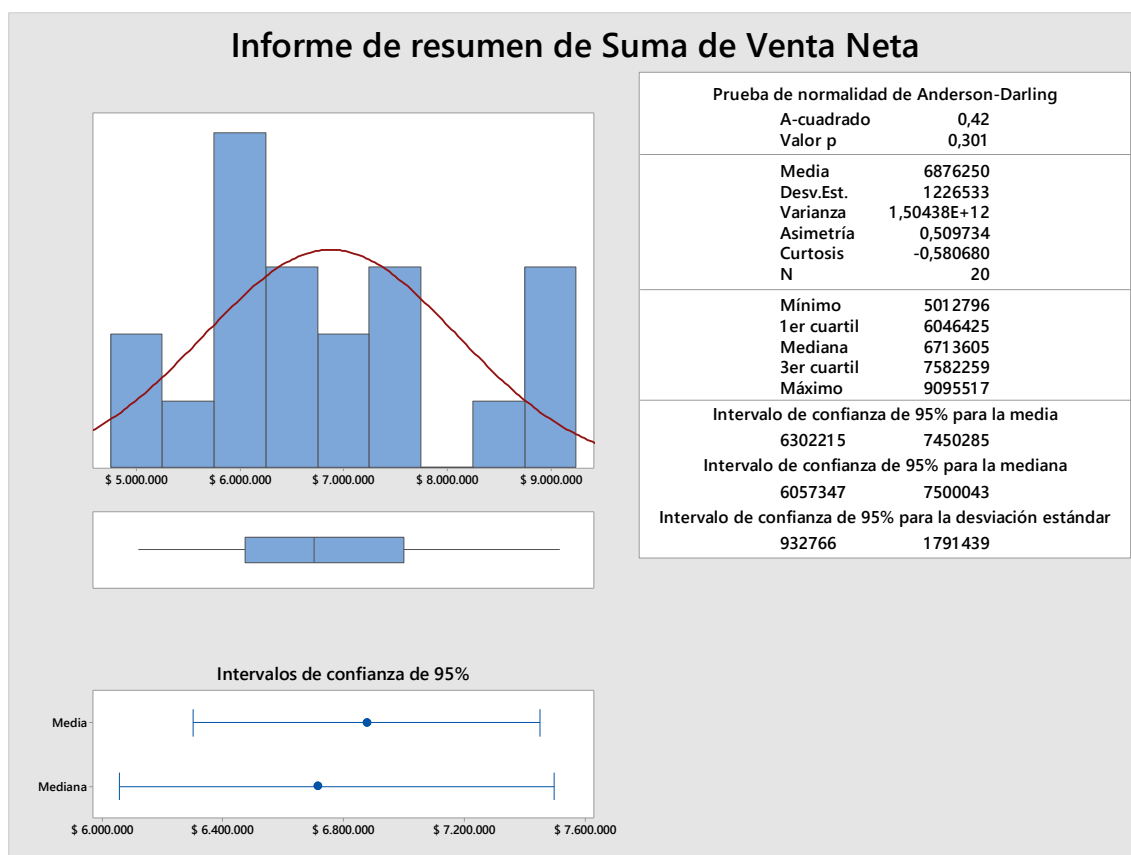 Informe de resumen de Suma de Venta Neta
$ 5.000.000 $ 6.000.000 $ 7.000.000 $ 8.000.000 $ 9.000.000
Prueba de normalidad de Anderson-Darling
A-cuadrado 0,42
Valor p 0,301
Media 6876250
Desv.Est. 1226533
Varianza 1,50438E+12
Asimetría 0,509734
Curtosis -0,580680
N 20
Mínimo 5012796
1er cuartil 6046425
Mediana 6713605
3er cuartil 7582259
Máximo 9095517
Intervalo de confianza de 95% para la media
6302215 7450285
Intervalo de confianza de 95% para la mediana
6057347 7500043
Intervalo de confianza de 95% para la desviación estándar
932766 1791439
Intervalos de confianza de 95%
Media
Mediana
$ 6.000.000 $ 6.400.000 $ 6.800.000 $ 7.200.000 $ 7.600.000